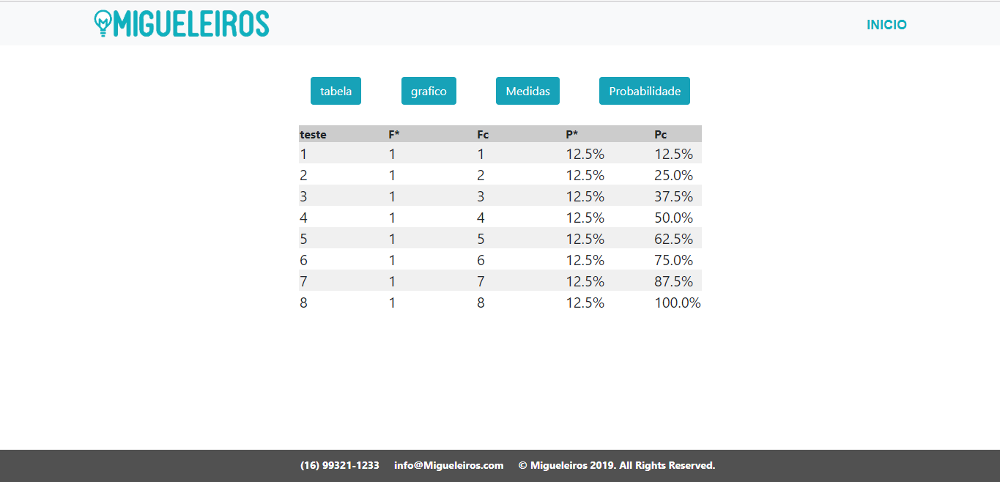 MIGUELEIROS INICIO
tabela grafico Medidas Probabilidade
teste F* Fc P* Pc
1 1 1 12.5% 12.5%
2 1 2 12.5% 25.0%
3 1 3 12.5% 37.5%
4 1 4 12.5% 50.0%
5 1 5 12.5% 62.5%
6 1 6 12.5% 75.0%
7 1 7 12.5% 87.5%
8 1 8 12.5% 100.0%
(16) 99321-1233 info@Migueleiros.com © Migueleiros 2019. All Rights Reserved.